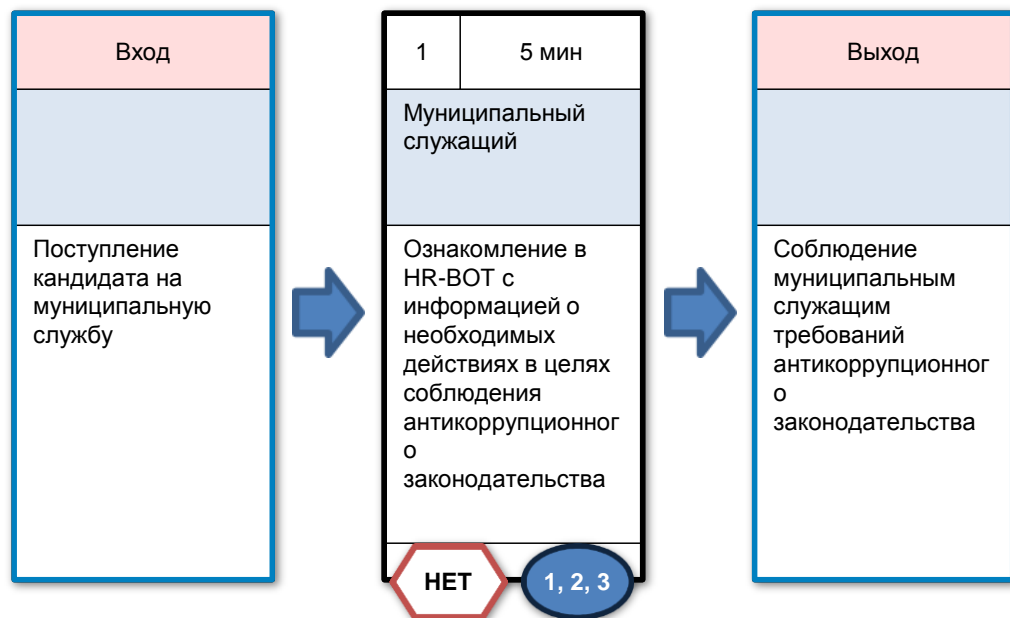 Вход
Поступление
кандидата на
муниципальную
службу
1
5 мин
Муниципальный
служащий
Ознакомление в
HR-BOT с
информацией о
необходимых
действиях в целях
соблюдения
антикоррупционног
о
законодательства
НЕТ
1, 2, 3
Выход
Соблюдение
муниципальным
служащим
требований
антикоррупционног
о
законодательства